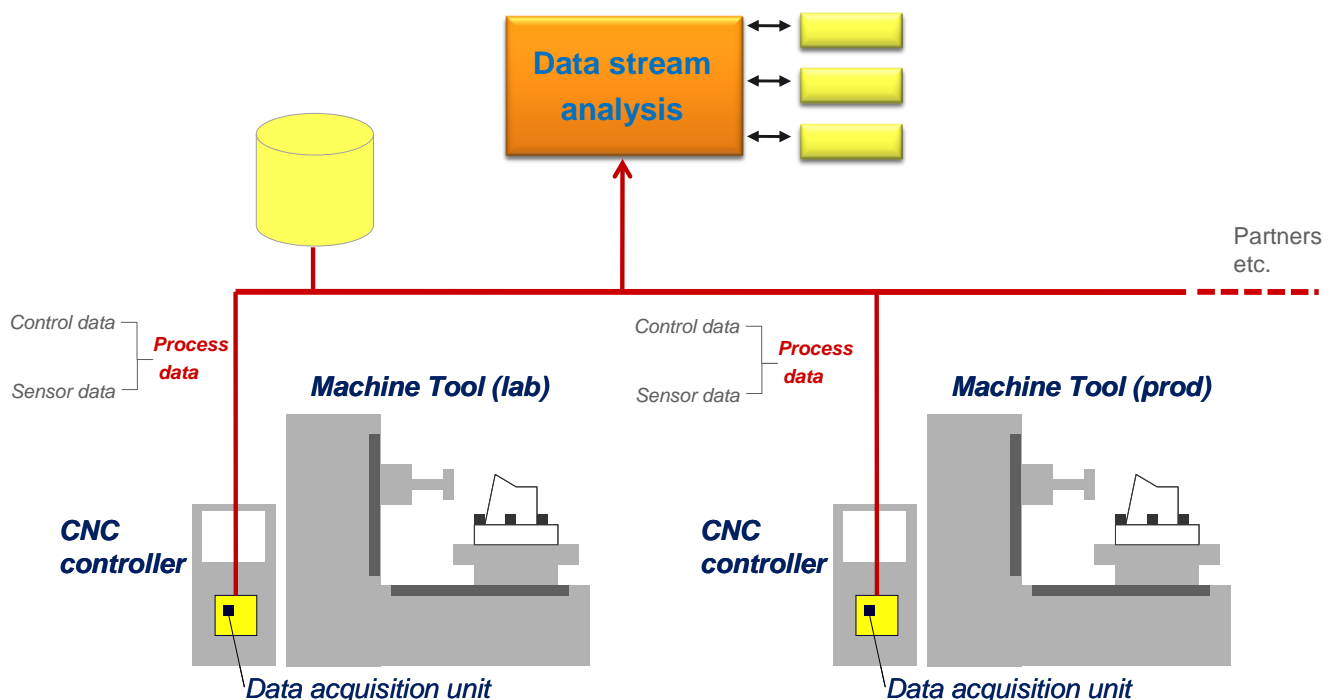 Data stream
analysis
Partners
etc.
Control data
Process
data
Sensor data
Machine Tool (lab)
CNC
controller
Data acquisition unit
Control data
Process
data
Sensor data
Machine Tool (prod)
CNC
controller
Data acquisition unit